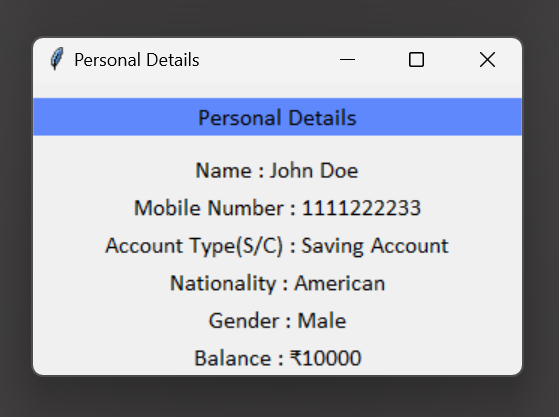 Personal Details
Personal Details
Name : John Doe
Mobile Number : 1111222233
Account Type(S/C) : Saving Account
Nationality : American
Gender : Male
Balance : ₹10000